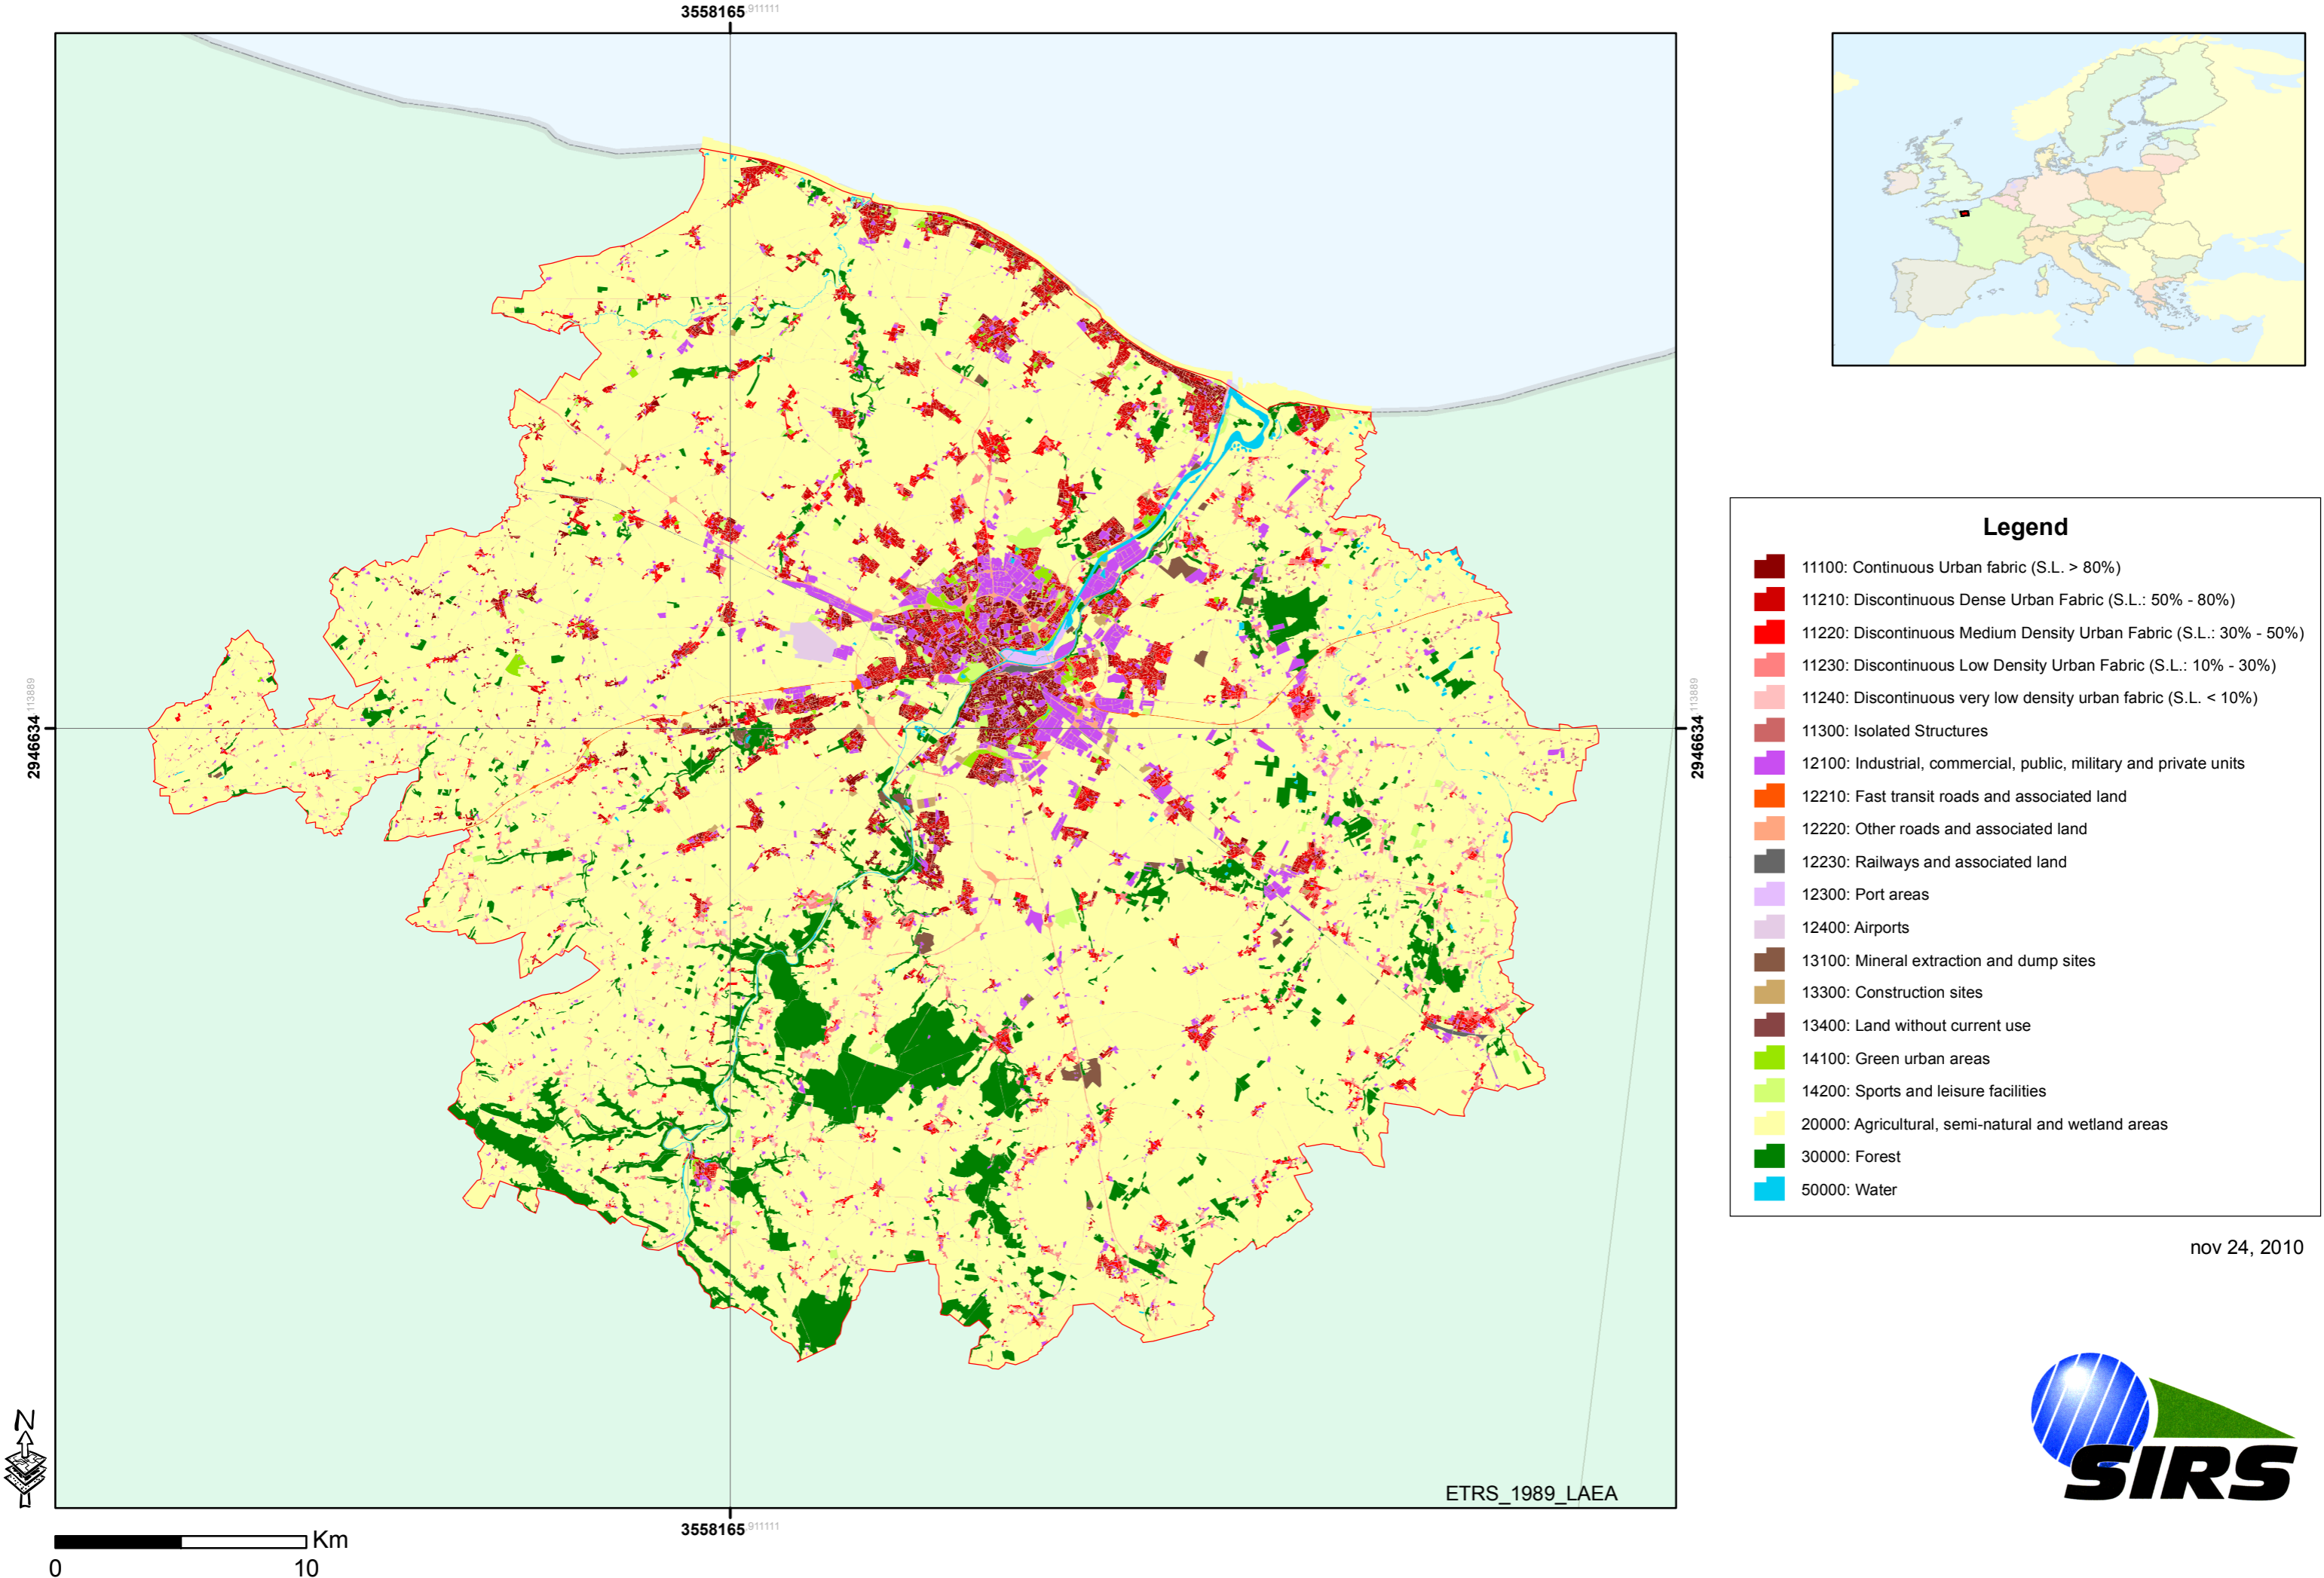 3558165.911111
2946634.113889
2946634.113889
Legend
11100: Continuous Urban fabric (S.L. > 80%)
11210: Discontinuous Dense Urban Fabric (S.L.: 50% - 80%)
11220: Discontinuous Medium Density Urban Fabric (S.L.: 30% - 50%)
11230: Discontinuous Low Density Urban Fabric (S.L.: 10% - 30%)
11240: Discontinuous very low density urban fabric (S.L. < 10%)
11300: Isolated Structures
12100: Industrial, commercial, public, military and private units
12210: Fast transit roads and associated land
12220: Other roads and associated land
12230: Railways and associated land
12300: Port areas
12400: Airports
13100: Mineral extraction and dump sites
13300: Construction sites
13400: Land without current use
14100: Green urban areas
14200: Sports and leisure facilities
20000: Agricultural, semi-natural and wetland areas
30000: Forest
50000: Water
nov 24, 2010
SIRS
N
ETRS_1989_LAEA
3558165.911111
Km
0 10